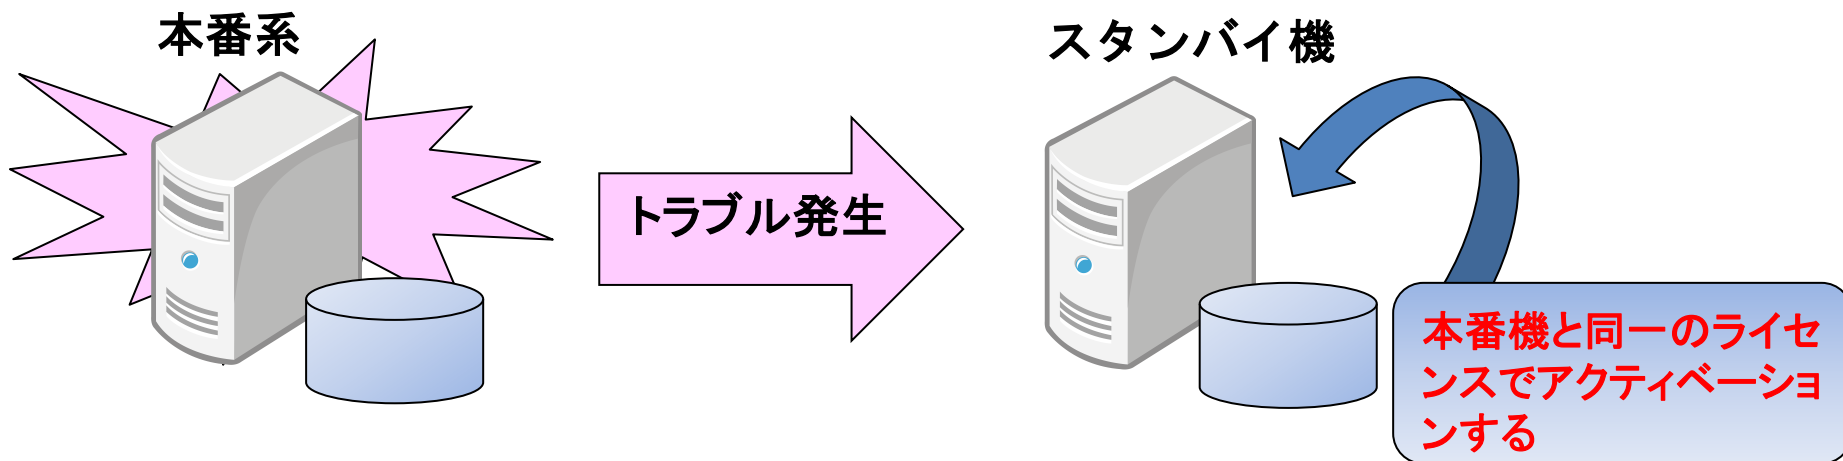 本番系
スタンバイ機
トラブル発生
本番機と同一のライセ
ンスでアクティベーショ
ンする